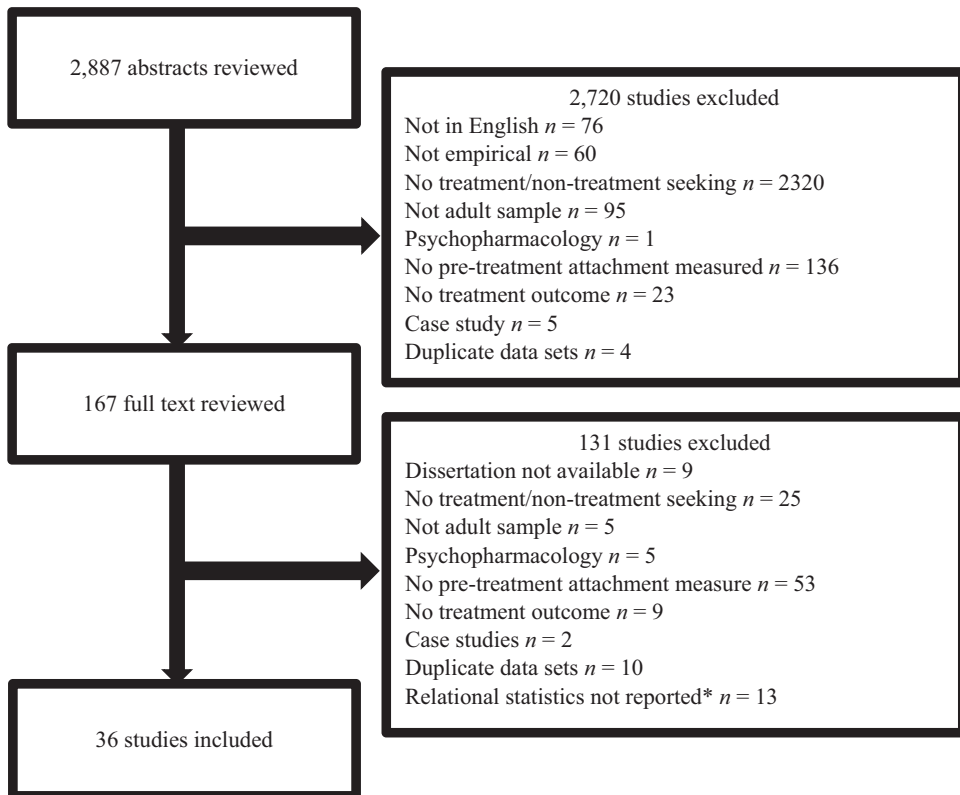 2,887 abstracts reviewed
2,720 studies excluded
Not in English n = 76
Not empirical n = 60
No treatment/non-treatment seeking n = 2320
Not adult sample n = 95
Psychopharmacology n = 1
No pre-treatment attachment measured n = 136
No treatment outcome n = 23
Case study n = 5
Duplicate data sets n = 4
167 full text reviewed
131 studies excluded
Dissertation not available n = 9
No treatment/non-treatment seeking n = 25
Not adult sample n = 5
Psychopharmacology n = 5
No pre-treatment attachment measure n = 53
No treatment outcome n = 9
Case studies n = 2
Duplicate data sets n = 10
Relational statistics not reported* n = 13
36 studies included